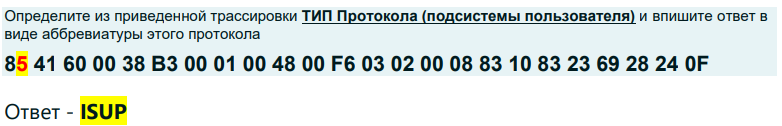 Определите из приведенной трассировки ТИП Протокола (подсистемы пользователя) и впишите ответ в
виде аббревиатуры этого протокола
85 41 60 00 38 B3 00 01 00 48 00 F6 03 02 00 08 83 10 83 23 69 28 24 0F
Ответ - ISUP